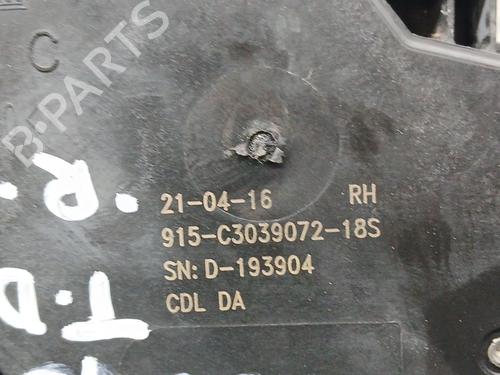 C
B-PARTS
21-04-16 RH
915-C3039072-18S
SN: D-193904
CDL DA
.R.
T.D